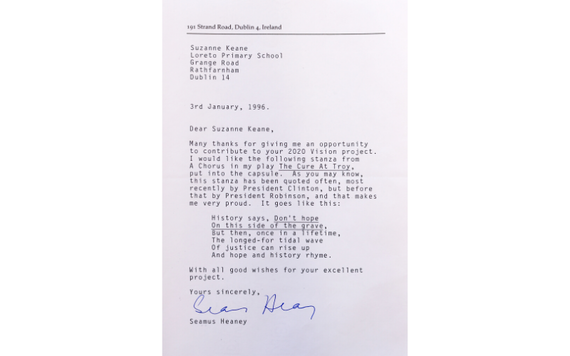 191 Strand Road, Dublin 4, Ireland
Suzanne Keane
Loreto Primary School
Grange Road
Rathfarnham
Dublin 14
3rd January, 1996.
Dear Suzanne Keane,
Many thanks for giving me an opportunity
to contribute to your 2020 Vision project.
I would like the following stanza from
A Chorus in my play The Cure At Troy,
put into the capsule. As you may know,
this stanza has been quoted often, most
recently by President Clinton, but before
that by President Robinson, and that makes
me very proud. It goes like this:
History says, Don't hope
On this side of the grave,
But then, once in a lifetime,
The longed-for tidal wave
Of justice can rise up
And hope and history rhyme.
With all good wishes for your excellent
project.
Yours sincerely,
Seamus Heaney
Seamus Heaney